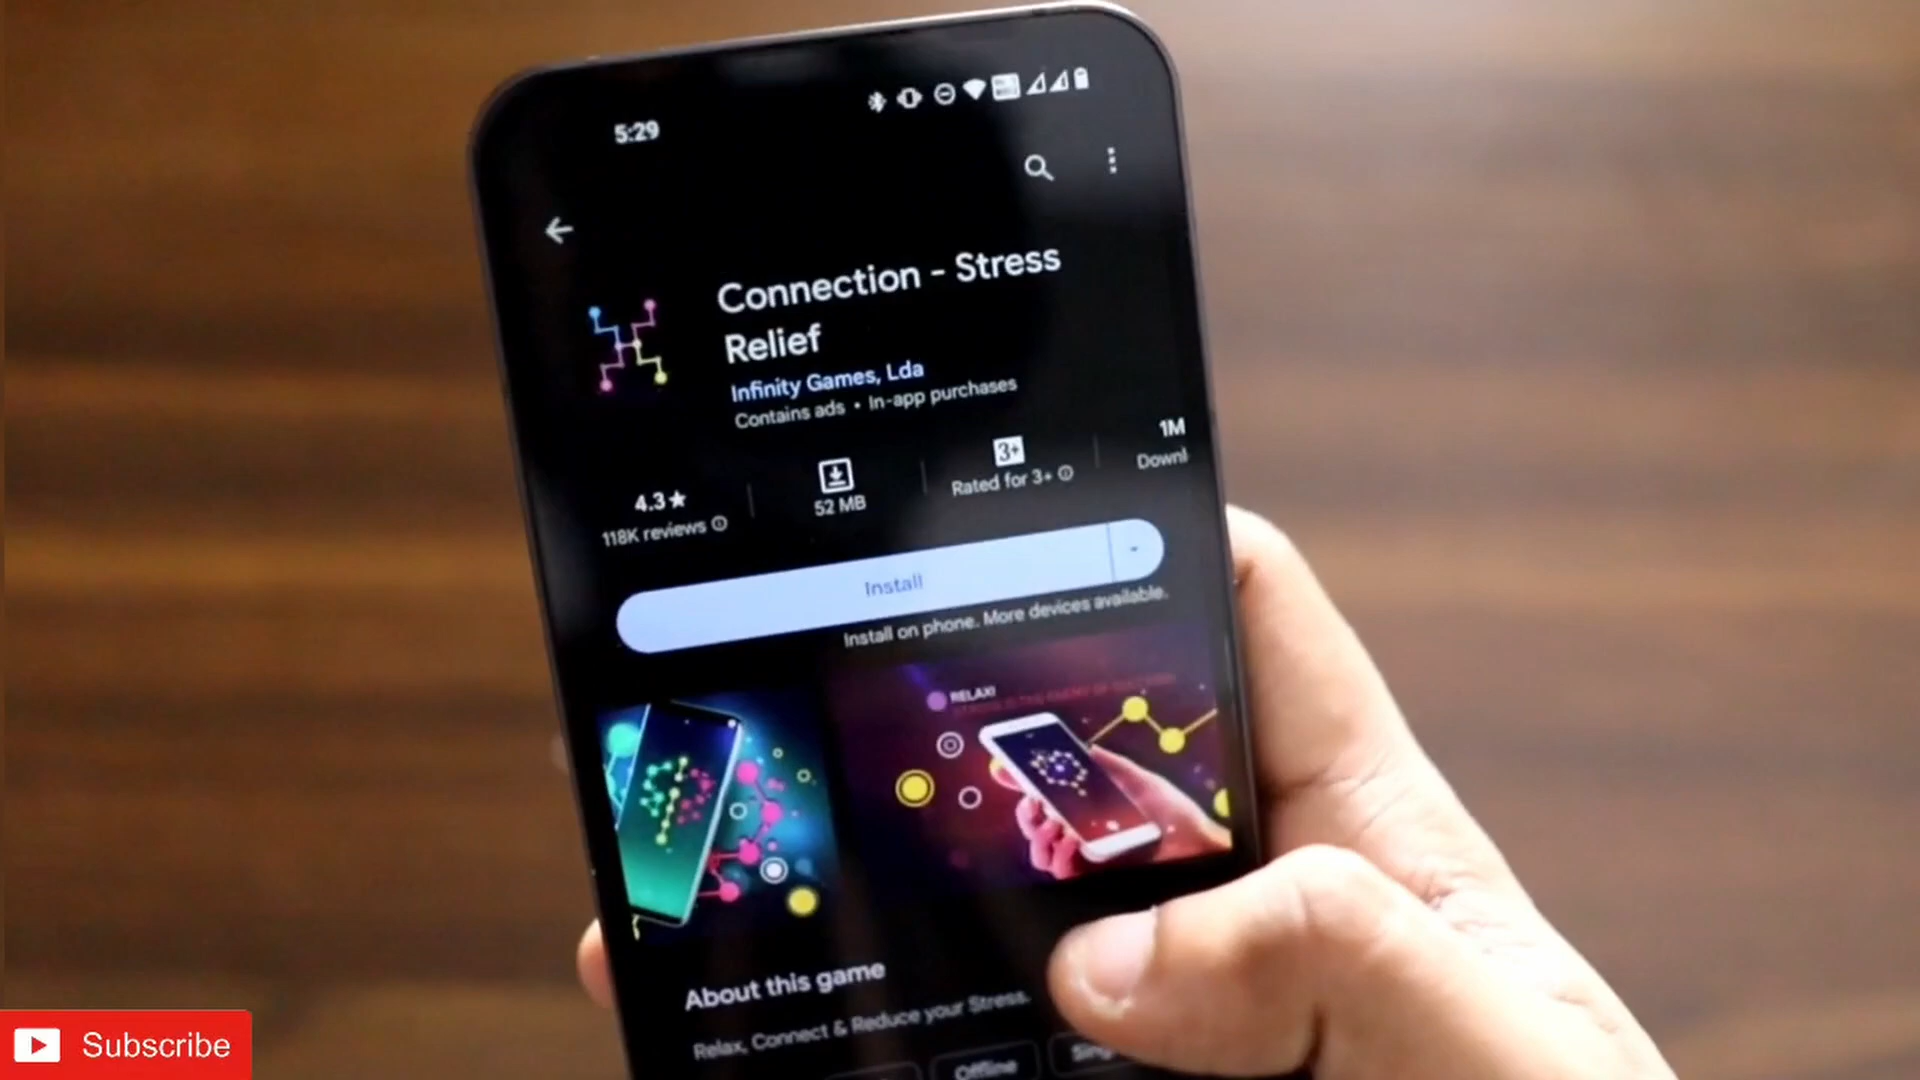 5:29
Connection - Stress
Relief
Infinity Games, Lda
Contains ads • In-app purchases
4.3★
118K reviews
52 MB
3+
Rated for 3+
1M
Downl
Install
Install on phone. More devices available.
RELAX!
About this game
Relax, Connect & Reduce your Stress.
Offline
Sing
Subscribe